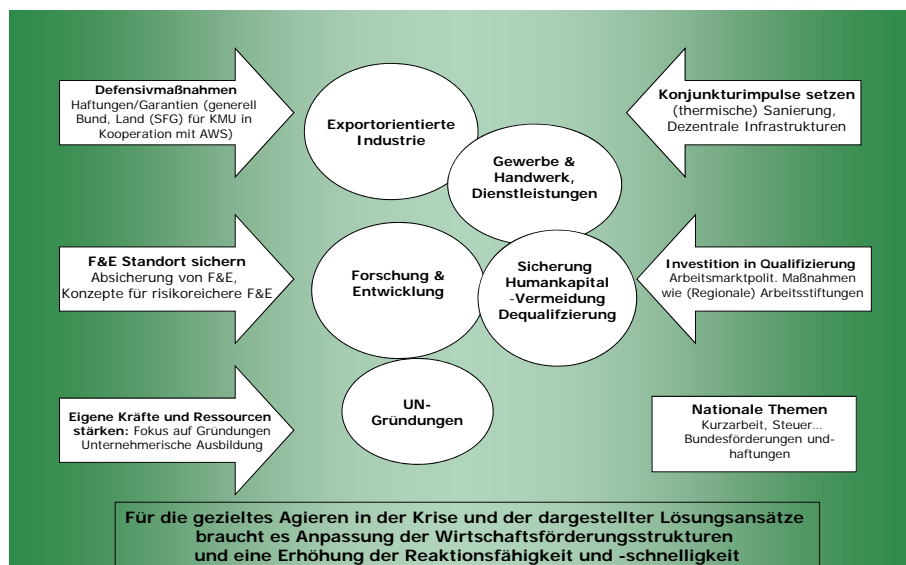 Defensivmaßnahmen
Haftungen/Garantien (generell
Bund, Land (SFG) für KMU in
Kooperation mit AWS)
Exportorientierte
Industrie
Konjunkturimpulse setzen
(thermische) Sanierung,
Dezentrale Infrastrukturen
Gewerbe &
Handwerk,
Dienstleistungen
F&E Standort sichern
Absicherung von F&E,
Konzepte für risikoreichere F&E
Forschung &
Entwicklung
Sicherung
Humankapital
-Vermeidung
Dequalifzierung
Investition in Qualifizierung
Arbeitsmarktpolit. Maßnahmen
wie (Regionale) Arbeitsstiftungen
Eigene Kräfte und Ressourcen
stärken: Fokus auf Gründungen
Unternehmerische Ausbildung
UN-
Gründungen
Nationale Themen
Kurzarbeit, Steuer...
Bundesförderungen und-
haftungen
Für die gezieltes Agieren in der Krise und der dargestellter Lösungsansätze
braucht es Anpassung der Wirtschaftsförderungsstrukturen
und eine Erhöhung der Reaktionsfähigkeit und -schnelligkeit